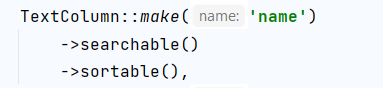 TextColumn::make( name: 'name')
->searchable()
->sortable(),